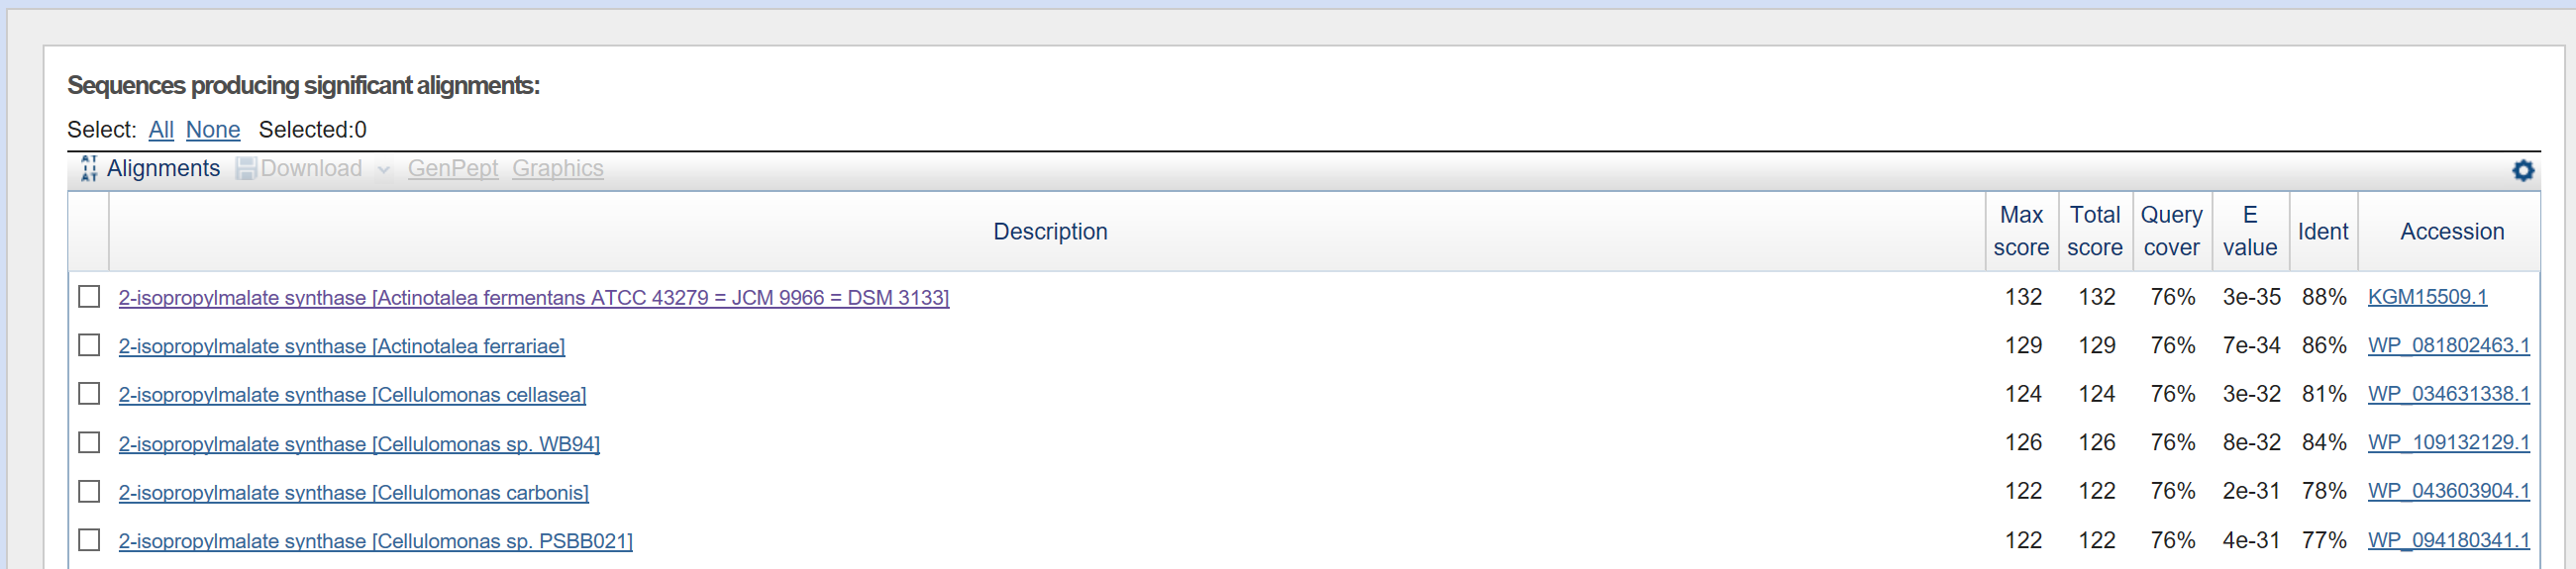 Sequences producing significant alignments:
Select: All None Selected:0
Alignments Download GenPept Graphics
Description Max score Total score Query cover E value Ident Accession
2-isopropylmalate synthase [Actinotalea fermentans ATCC 43279 = JCM 9966 = DSM 3133] 132 132 76% 3e-35 88% KGM15509.1
2-isopropylmalate synthase [Actinotalea ferrariae] 129 129 76% 7e-34 86% WP_081802463.1
2-isopropylmalate synthase [Cellulomonas cellasea] 124 124 76% 3e-32 81% WP_034631338.1
2-isopropylmalate synthase [Cellulomonas sp. WB94] 126 126 76% 8e-32 84% WP_109132129.1
2-isopropylmalate synthase [Cellulomonas carbonis] 122 122 76% 2e-31 78% WP_043603904.1
2-isopropylmalate synthase [Cellulomonas sp. PSBB021] 122 122 76% 4e-31 77% WP_094180341.1